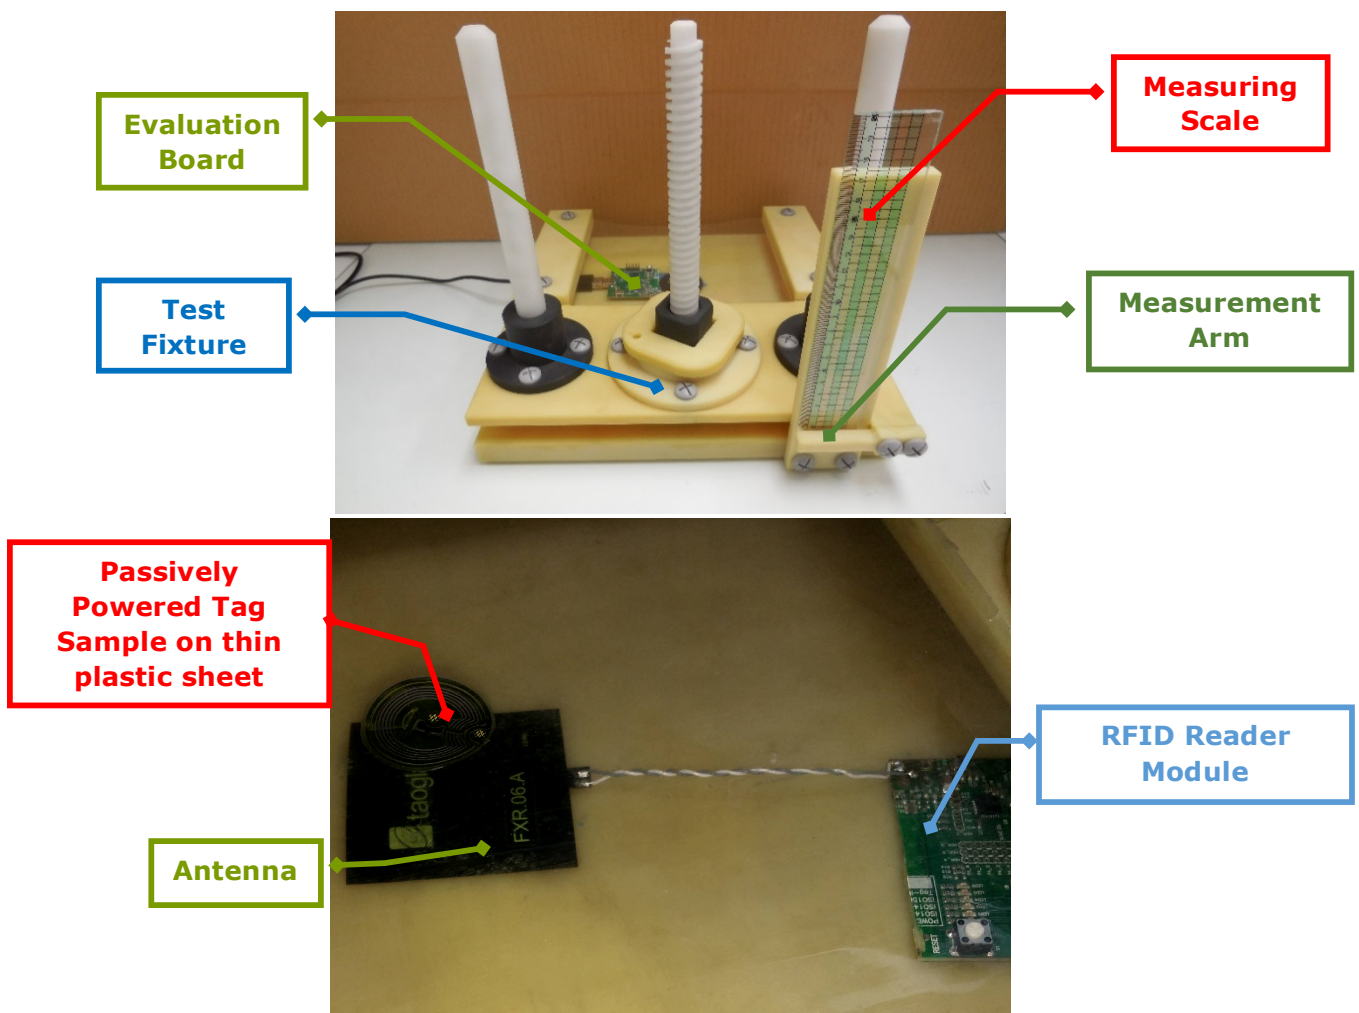 Evaluation
Board
Measuring
Scale
Test
Fixture
Measurement
Arm
Passively
Powered Tag
Sample on thin
plastic sheet
RFID Reader
Module
Antenna
taogl
FXR.06.A
RESET